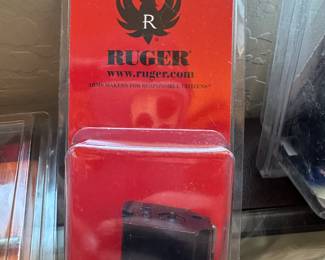 R
RUGER®
www.ruger.com
ARMS MAKERS FOR RESPONSIBLE CITIZENS®